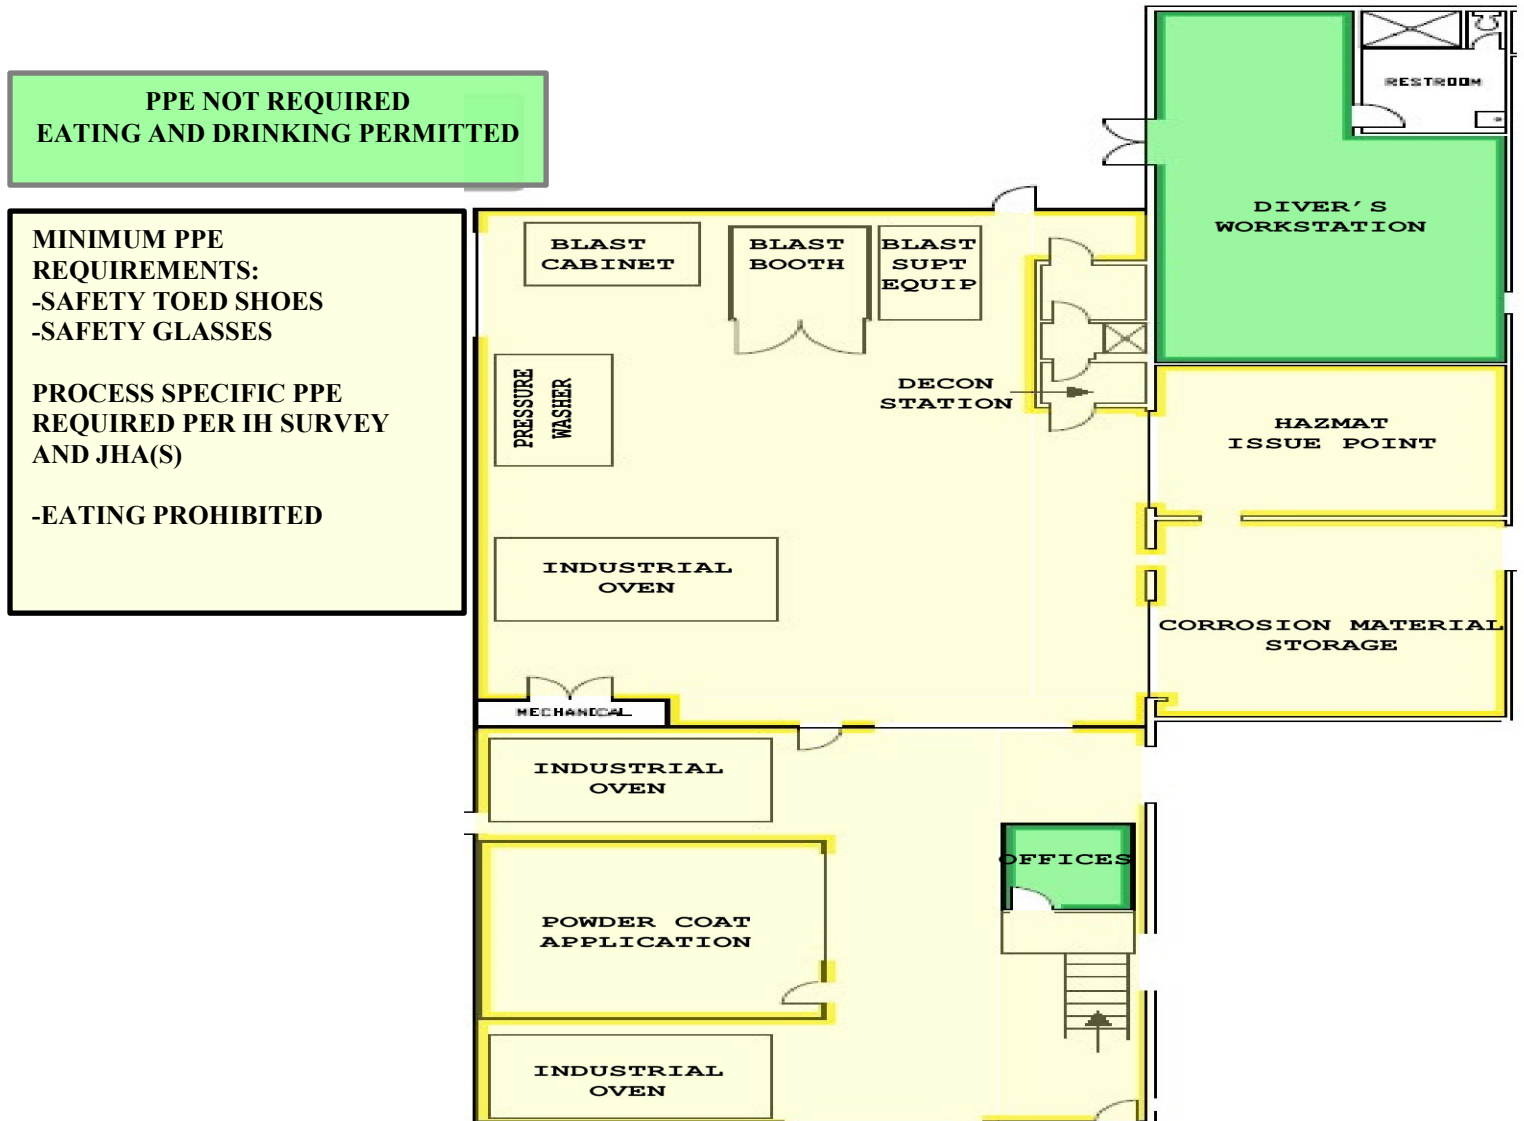 PPE NOT REQUIRED
EATING AND DRINKING PERMITTED
MINIMUM PPE
REQUIREMENTS:
-SAFETY TOED SHOES
-SAFETY GLASSES
PROCESS SPECIFIC PPE
REQUIRED PER IH SURVEY
AND JHA(S)
-EATING PROHIBITED
RESTROOM
DIVER'S
WORKSTATION
BLAST
CABINET
BLAST
BOOTH
BLAST
SUPT
EQUIP
PRESSURE
WASHER
DECON
STATION
HAZMAT
ISSUE POINT
INDUSTRIAL
OVEN
CORROSION MATERIAL
STORAGE
MECHANICAL
INDUSTRIAL
OVEN
OFFICES
POWDER COAT
APPLICATION
INDUSTRIAL
OVEN